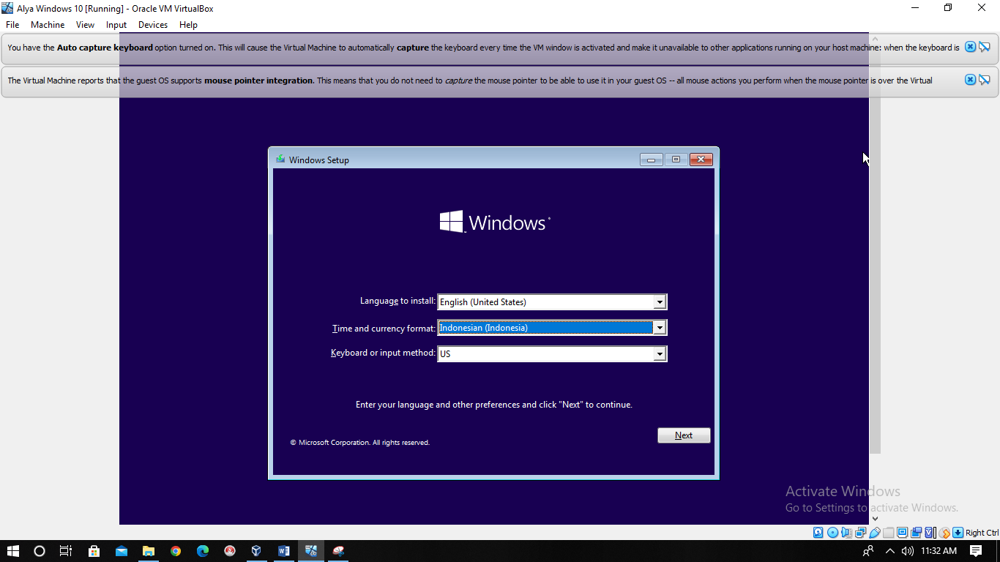 Alya Windows 10 [Running] - Oracle VM VirtualBox
File Machine View Input Devices Help
You have the Auto capture keyboard option turned on. This will cause the Virtual Machine to automatically capture the keyboard every time the VM window is activated and make it unavailable to other applications running on your host machine: when the keyboard is
The Virtual Machine reports that the guest OS supports mouse pointer integration. This means that you do not need to capture the mouse pointer to be able to use it in your guest OS -- all mouse actions you perform when the mouse pointer is over the Virtual
Windows Setup
Windows
Language to install: English (United States)
Time and currency format: Indonesian (Indonesia)
Keyboard or input method: US
Enter your language and other preferences and click "Next" to continue.
Next
© Microsoft Corporation. All rights reserved.
Activate Windows
Go to Settings to activate Windows.
Right Ctrl
11:32 AM